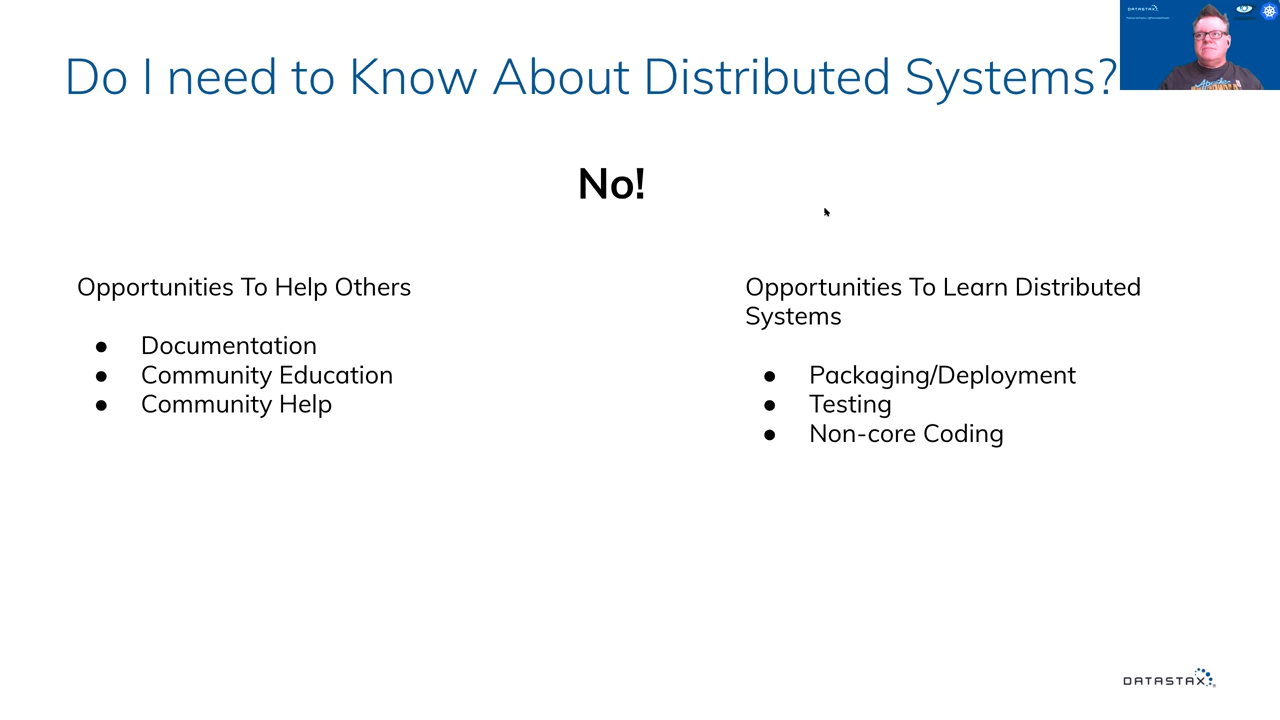 Do I need to Know About Distributed Systems?
DATASTAX
No!
Opportunities To Help Others
● Documentation
● Community Education
● Community Help
Opportunities To Learn Distributed
Systems
● Packaging/Deployment
● Testing
● Non-core Coding
DATASTAX